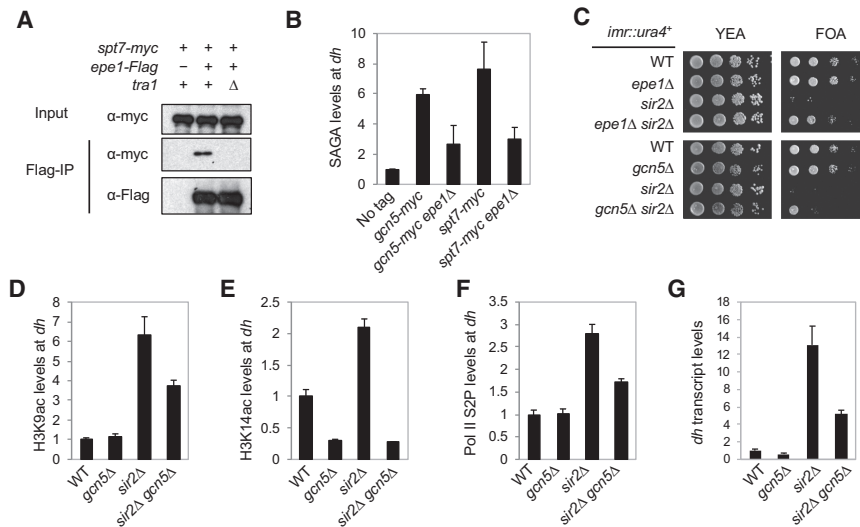 A
spt7-myc + + +
epe1-Flag – + +
tra1 + + Δ
Input α-myc
Flag-IP
α-myc
α-Flag
B
SAGA levels at dh
10
8
6
4
2
0
No tag
gcn5-myc
gcn5-myc epe1Δ
spt7-myc
spt7-myc epe1Δ
C
imr::ura4+ YEA FOA
WT
epe1Δ
sir2Δ
epe1Δ sir2Δ
WT
gcn5Δ
sir2Δ
gcn5Δ sir2Δ
D
H3K9ac levels at dh
8
7
6
5
4
3
2
1
0
WT
gcn5Δ
sir2Δ
sir2Δ gcn5Δ
E
H3K14ac levels at dh
2.5
2
1.5
1
0.5
0
WT
gcn5Δ
sir2Δ
sir2Δ gcn5Δ
F
Pol II S2P levels at dh
3.5
3
2.5
2
1.5
1
0.5
0
WT
gcn5Δ
sir2Δ
sir2Δ gcn5Δ
G
dh transcript levels
18
16
14
12
10
8
6
4
2
0
WT
gcn5Δ
sir2Δ
sir2Δ gcn5Δ